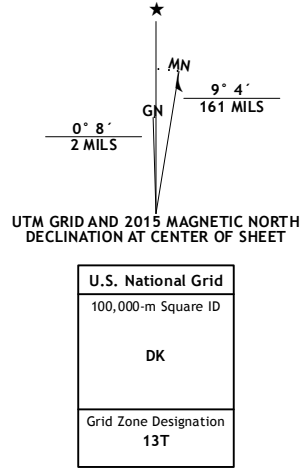 ★
MN
GN
9° 4´
161 MILS
0° 8´
2 MILS
UTM GRID AND 2015 MAGNETIC NORTH
DECLINATION AT CENTER OF SHEET
U.S. National Grid
100,000-m Square ID
DK
Grid Zone Designation
13T